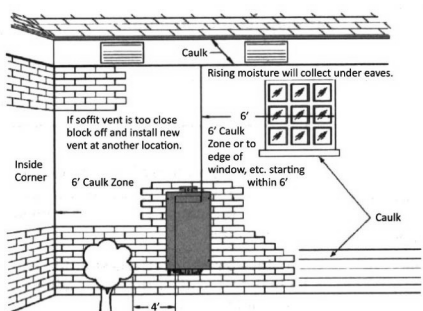 Caulk
Rising moisture will collect under eaves.
If soffit vent is too close
block off and install new
vent at another location.
6'
6' Caulk
Zone or to
edge of
window, etc. starting
within 6'
Inside
Corner
6' Caulk Zone
Caulk
4'